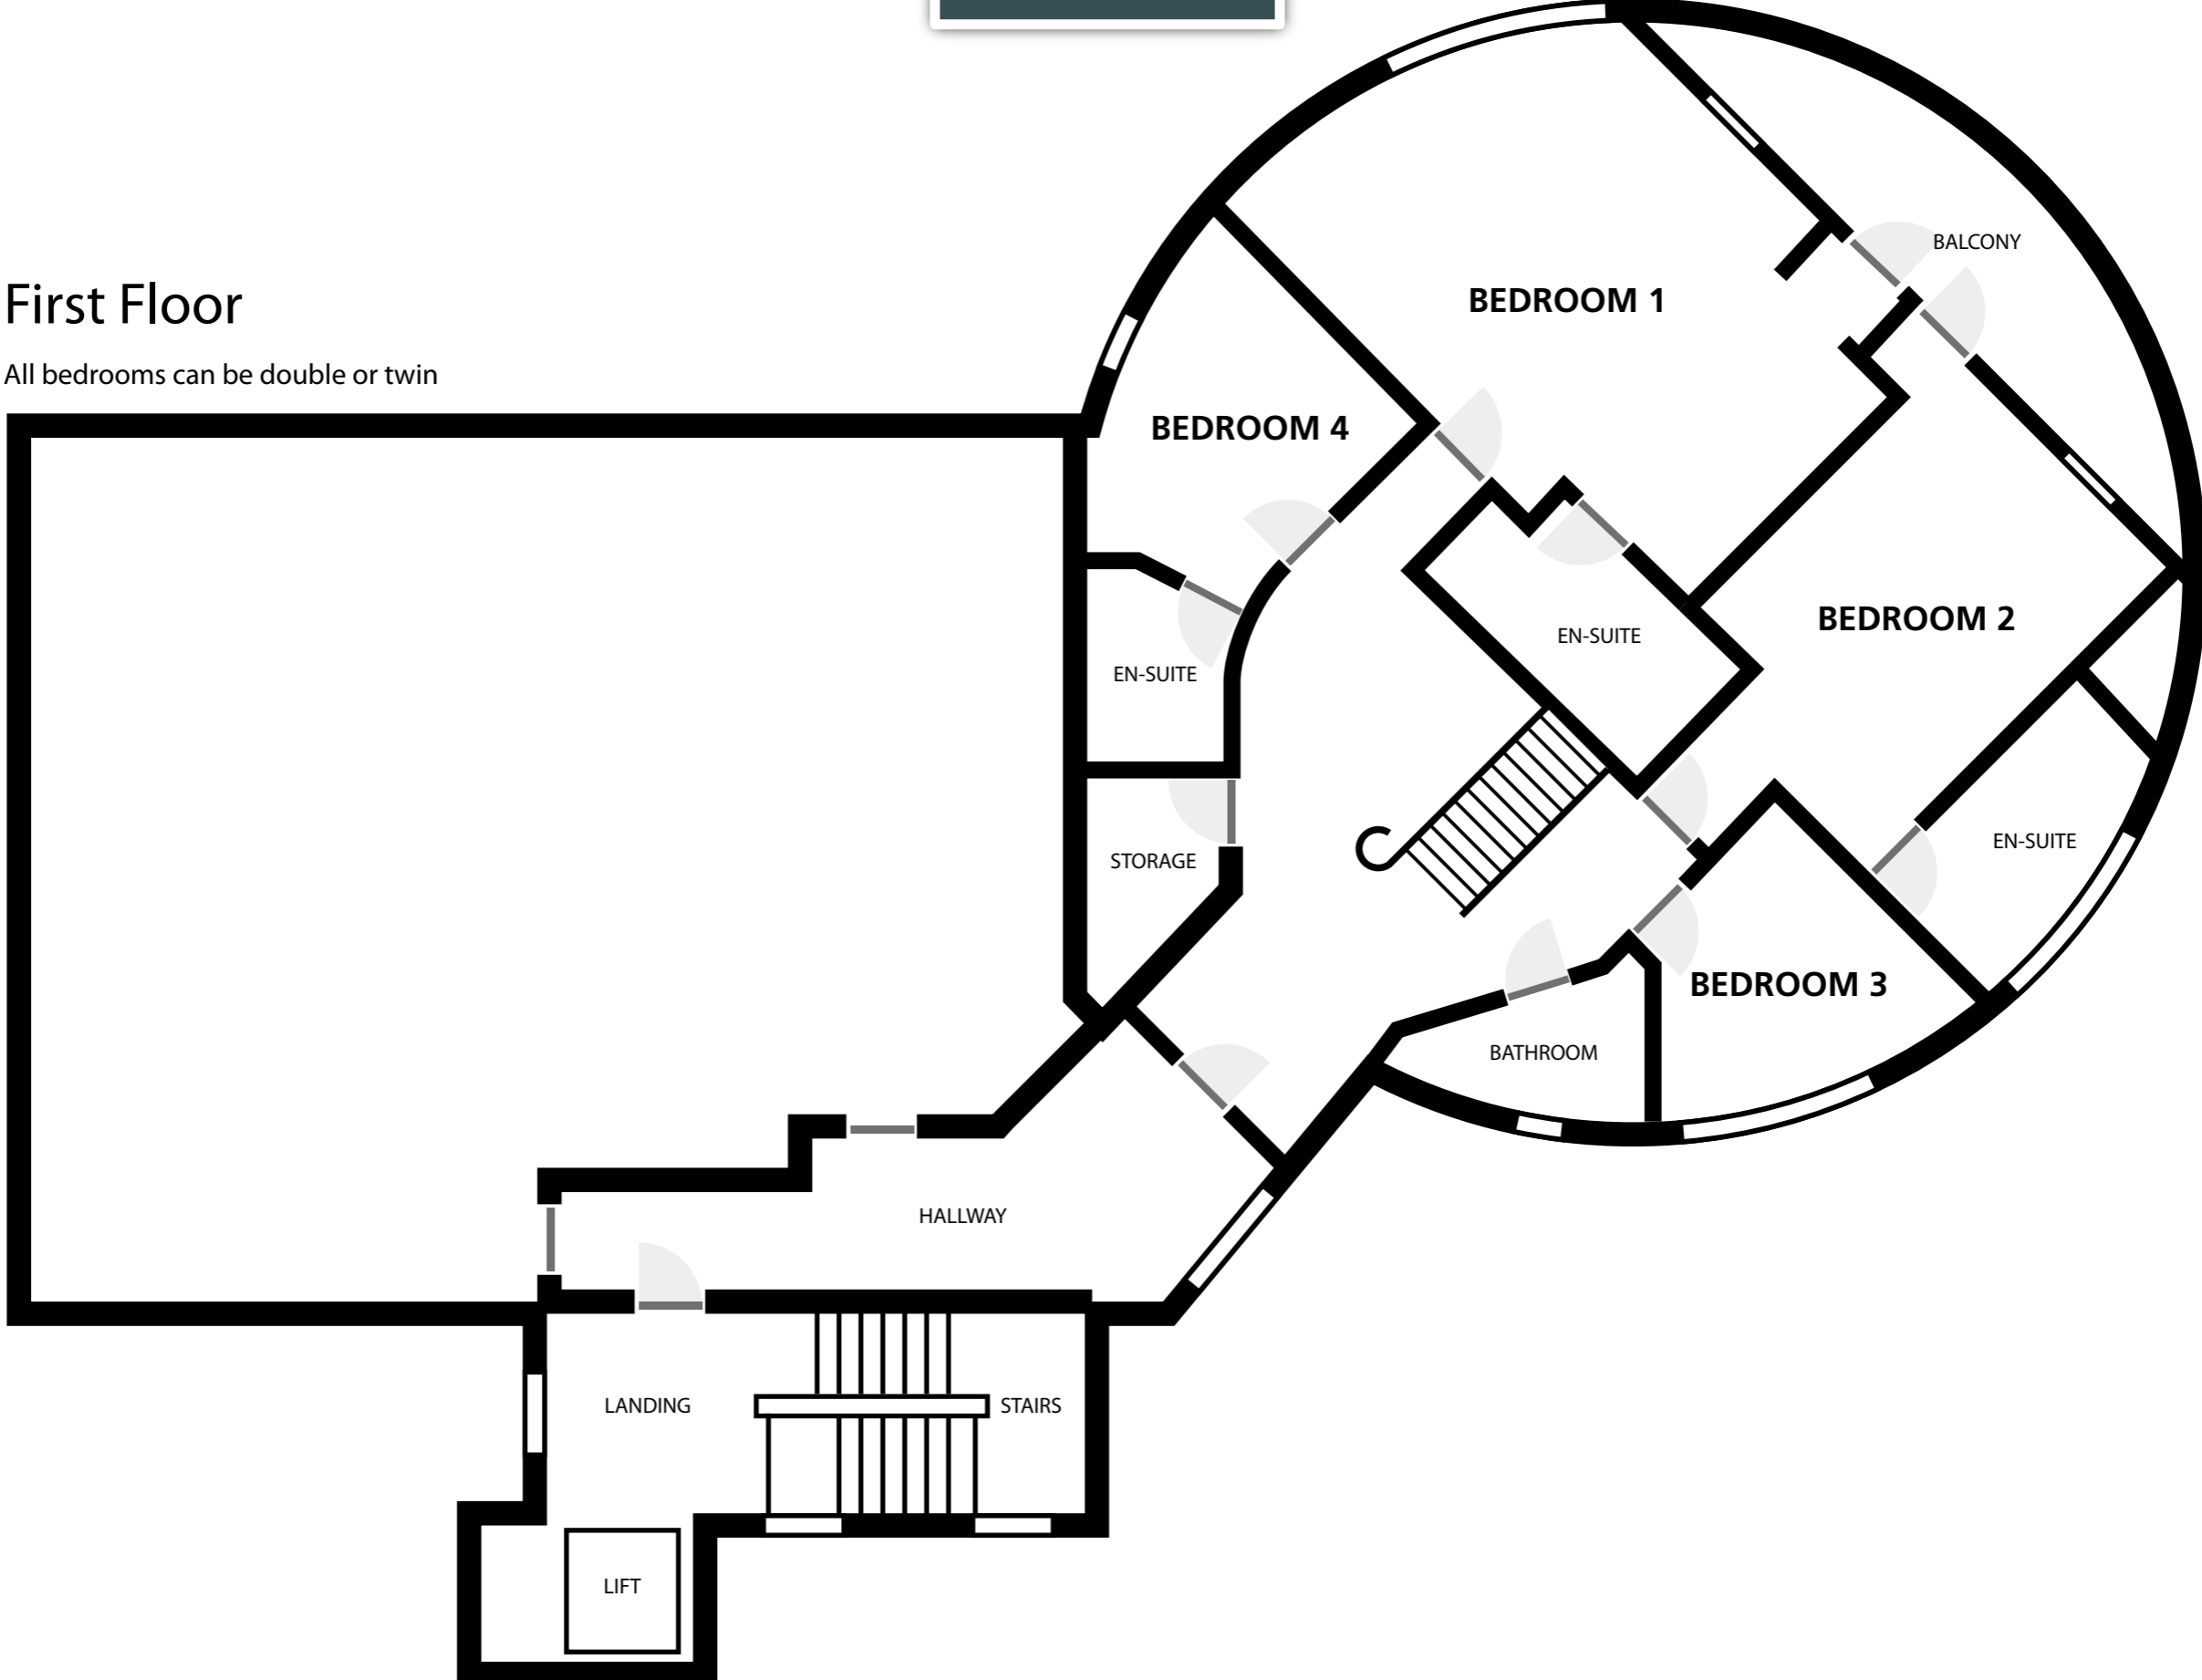 First Floor
All bedrooms can be double or twin
BALCONY
BEDROOM 1
BEDROOM 4
BEDROOM 2
EN-SUITE
EN-SUITE
EN-SUITE
STORAGE
BEDROOM 3
BATHROOM
HALLWAY
LANDING
STAIRS
LIFT